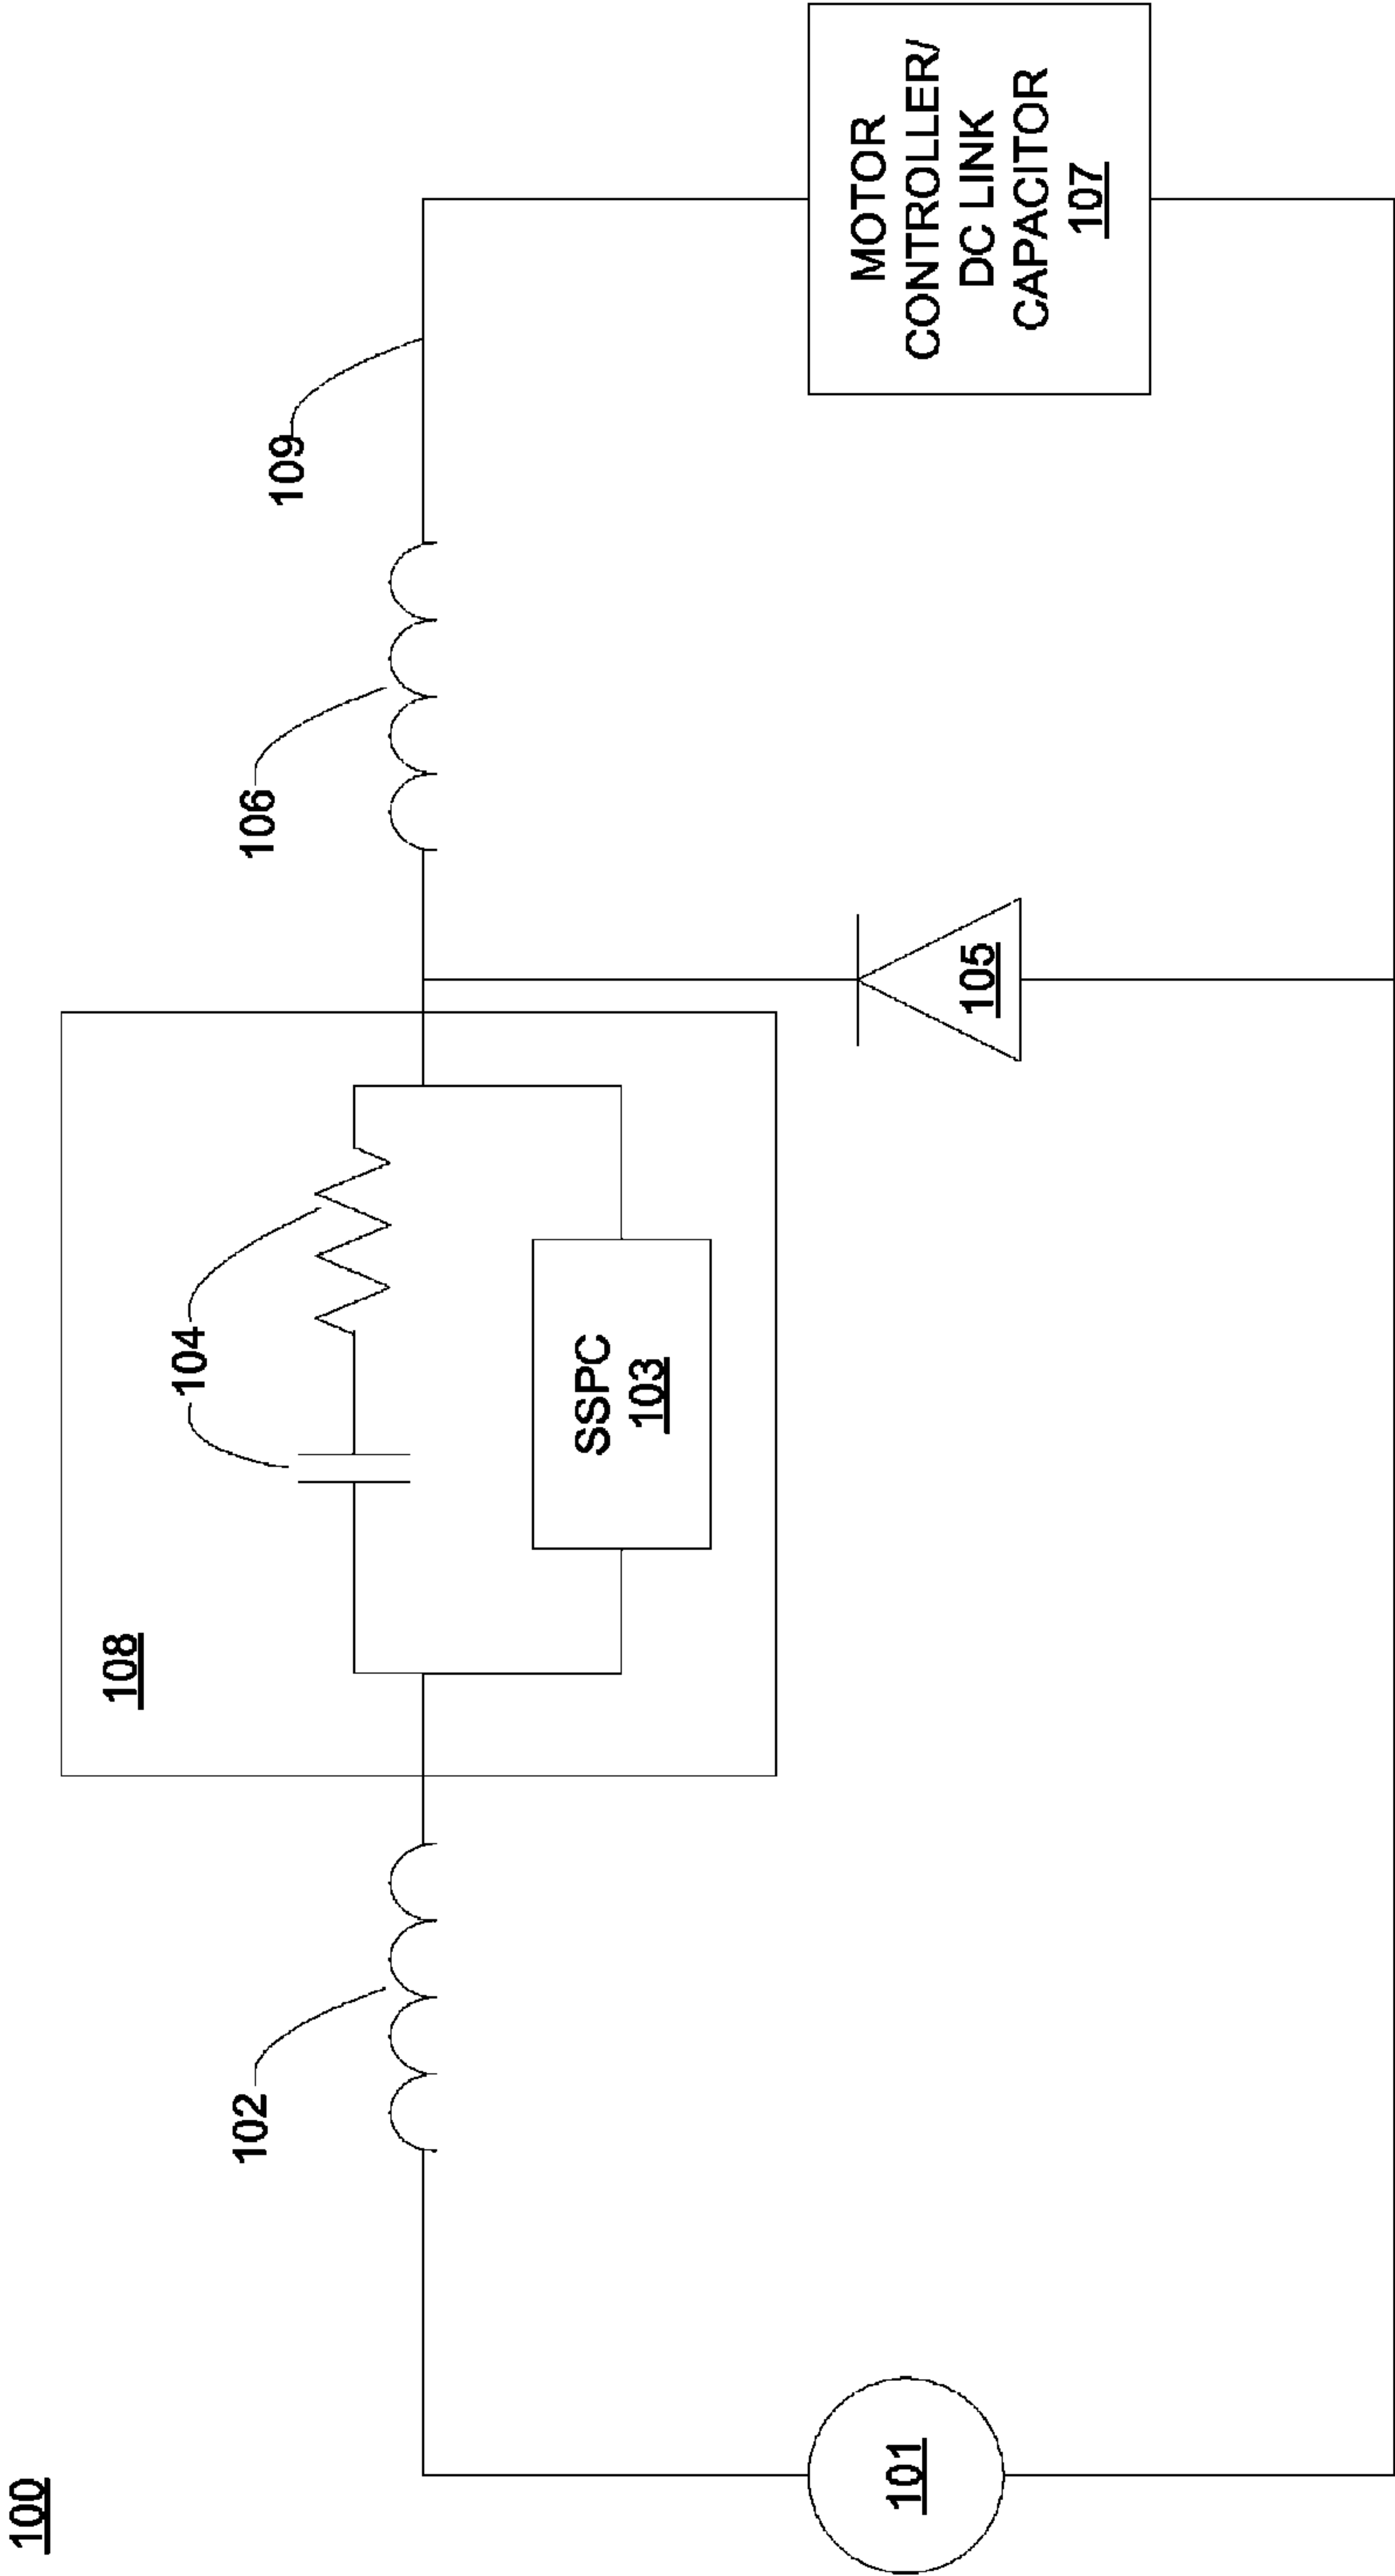 100
108
104
109
102
106
SSPC
103
101
105
MOTOR
CONTROLLER/
DC LINK
CAPACITOR
107